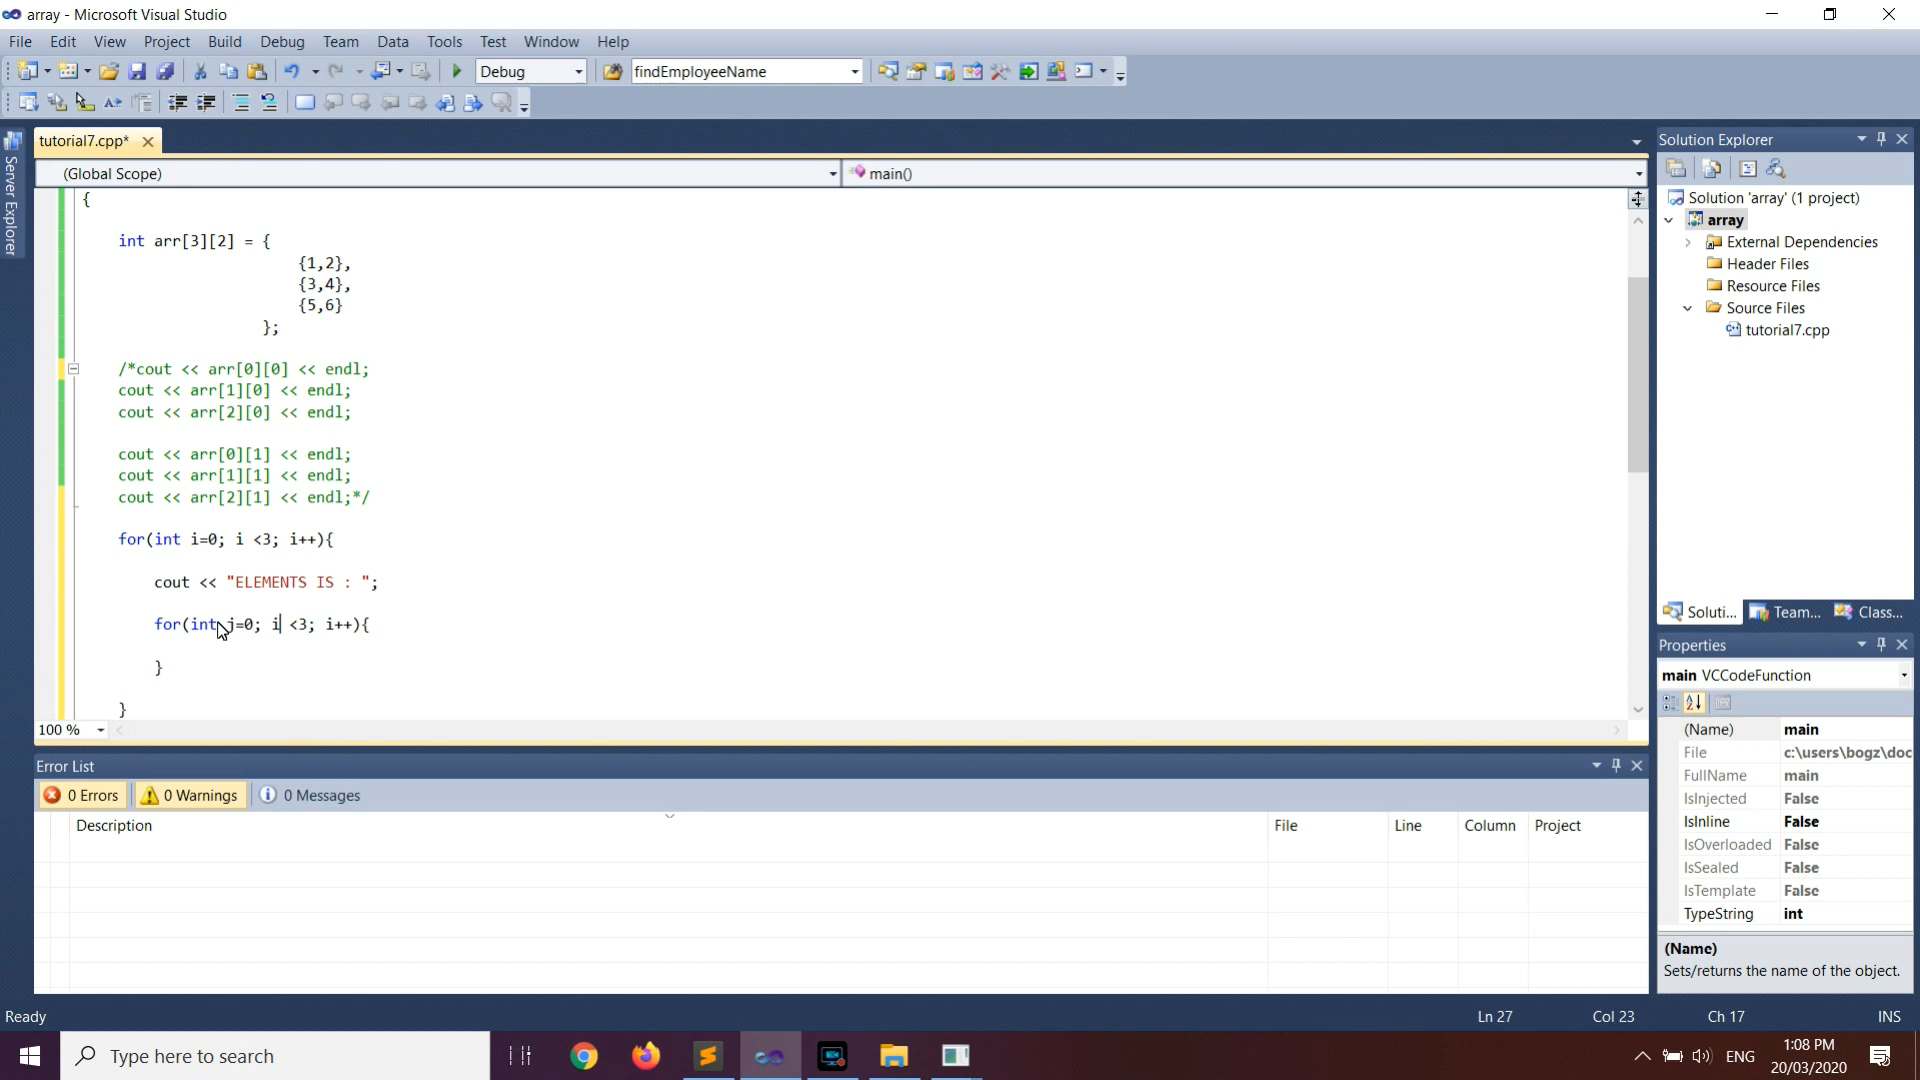 array - Microsoft Visual Studio
File Edit View Project Build Debug Team Data Tools Test Window Help
Debug findEmployeeName
tutorial7.cpp*
(Global Scope) main()
{
int arr[3][2] = {
{1,2},
{3,4},
{5,6}
};
/*cout << arr[0][0] << endl;
cout << arr[1][0] << endl;
cout << arr[2][0] << endl;
cout << arr[0][1] << endl;
cout << arr[1][1] << endl;
cout << arr[2][1] << endl;*/
for(int i=0; i <3; i++){
cout << "ELEMENTS IS : ";
for(int j=0; i <3; i++){
}
}
100 %
Server Explorer
Solution Explorer
Solution 'array' (1 project)
array
External Dependencies
Header Files
Resource Files
Source Files
tutorial7.cpp
Soluti... Team... Class...
Properties
main VCCodeFunction
(Name) main
File c:\users\bogz\doc
FullName main
IsInjected False
IsInline False
IsOverloaded False
IsSealed False
IsTemplate False
TypeString int
(Name)
Sets/returns the name of the object.
Error List
0 Errors 0 Warnings 0 Messages
Description File Line Column Project
Ready Ln 27 Col 23 Ch 17 INS
Type here to search
ENG
1:08 PM
20/03/2020